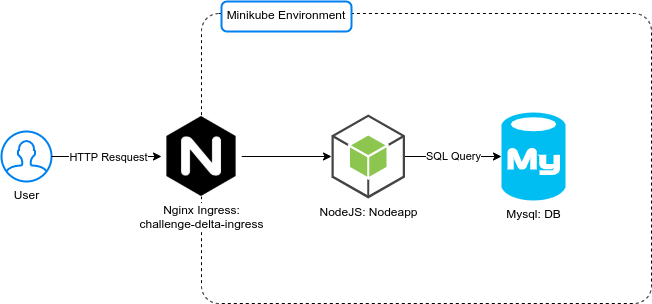 Minikube Environment
HTTP Resquest
SQL Query
N
My
User
Nginx Ingress:
challenge-delta-ingress
NodeJS: Nodeapp
Mysql: DB